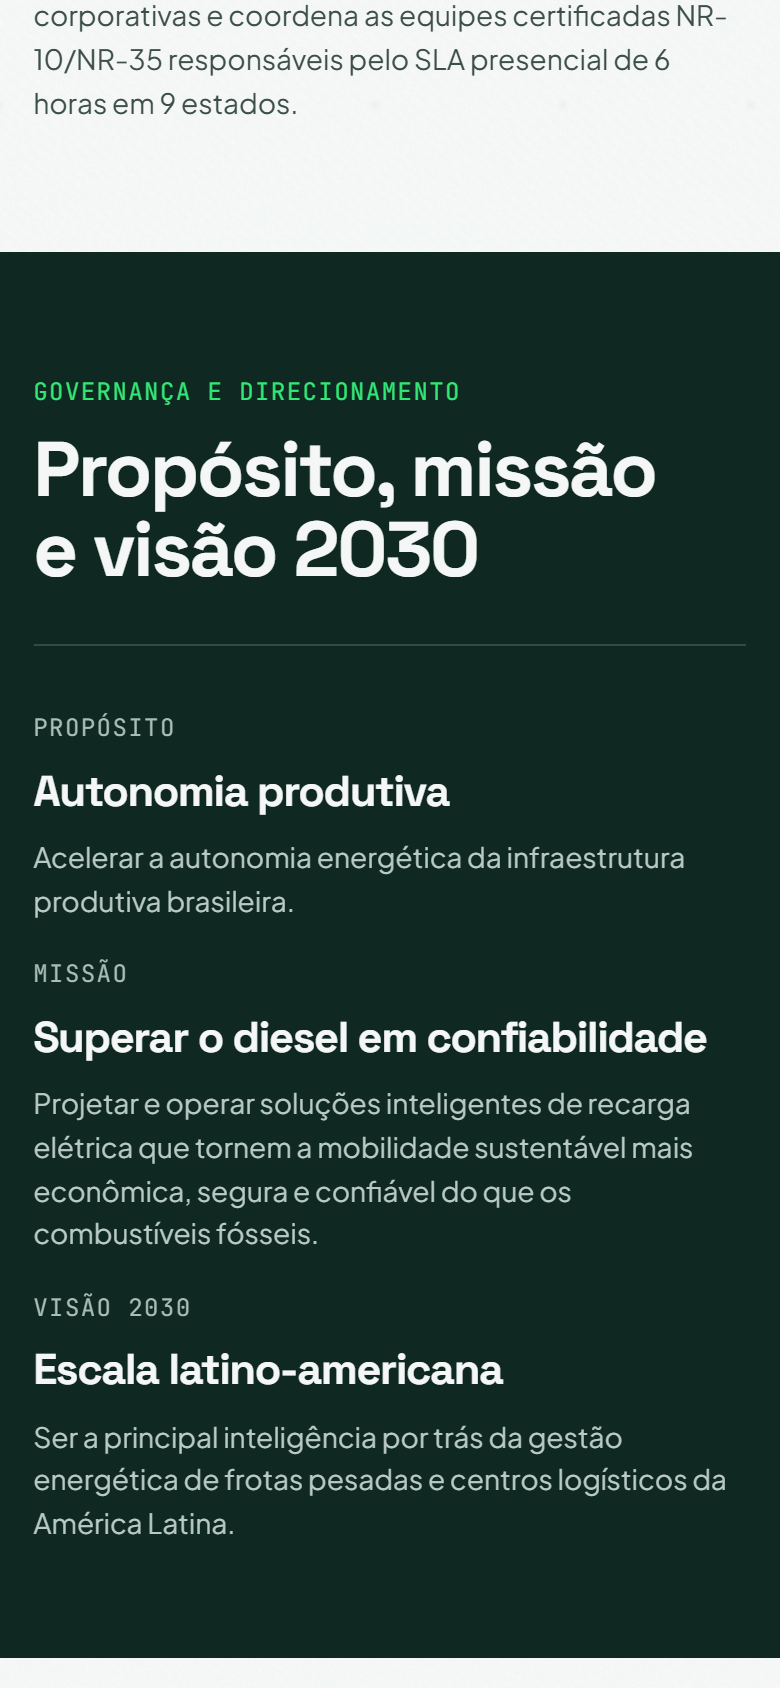 corporativas e coordena as equipes certificadas NR-
10/NR-35 responsáveis pelo SLA presencial de 6
horas em 9 estados.
GOVERNANÇA E DIRECIONAMENTO
Propósito, missão
e visão 2030
PROPÓSITO
Autonomia produtiva
Acelerar a autonomia energética da infraestrutura
produtiva brasileira.
MISSÃO
Superar o diesel em confiabilidade
Projetar e operar soluções inteligentes de recarga
elétrica que tornem a mobilidade sustentável mais
econômica, segura e confiável do que os
combustíveis fósseis.
VISÃO 2030
Escala latino-americana
Ser a principal inteligência por trás da gestão
energética de frotas pesadas e centros logísticos da
América Latina.